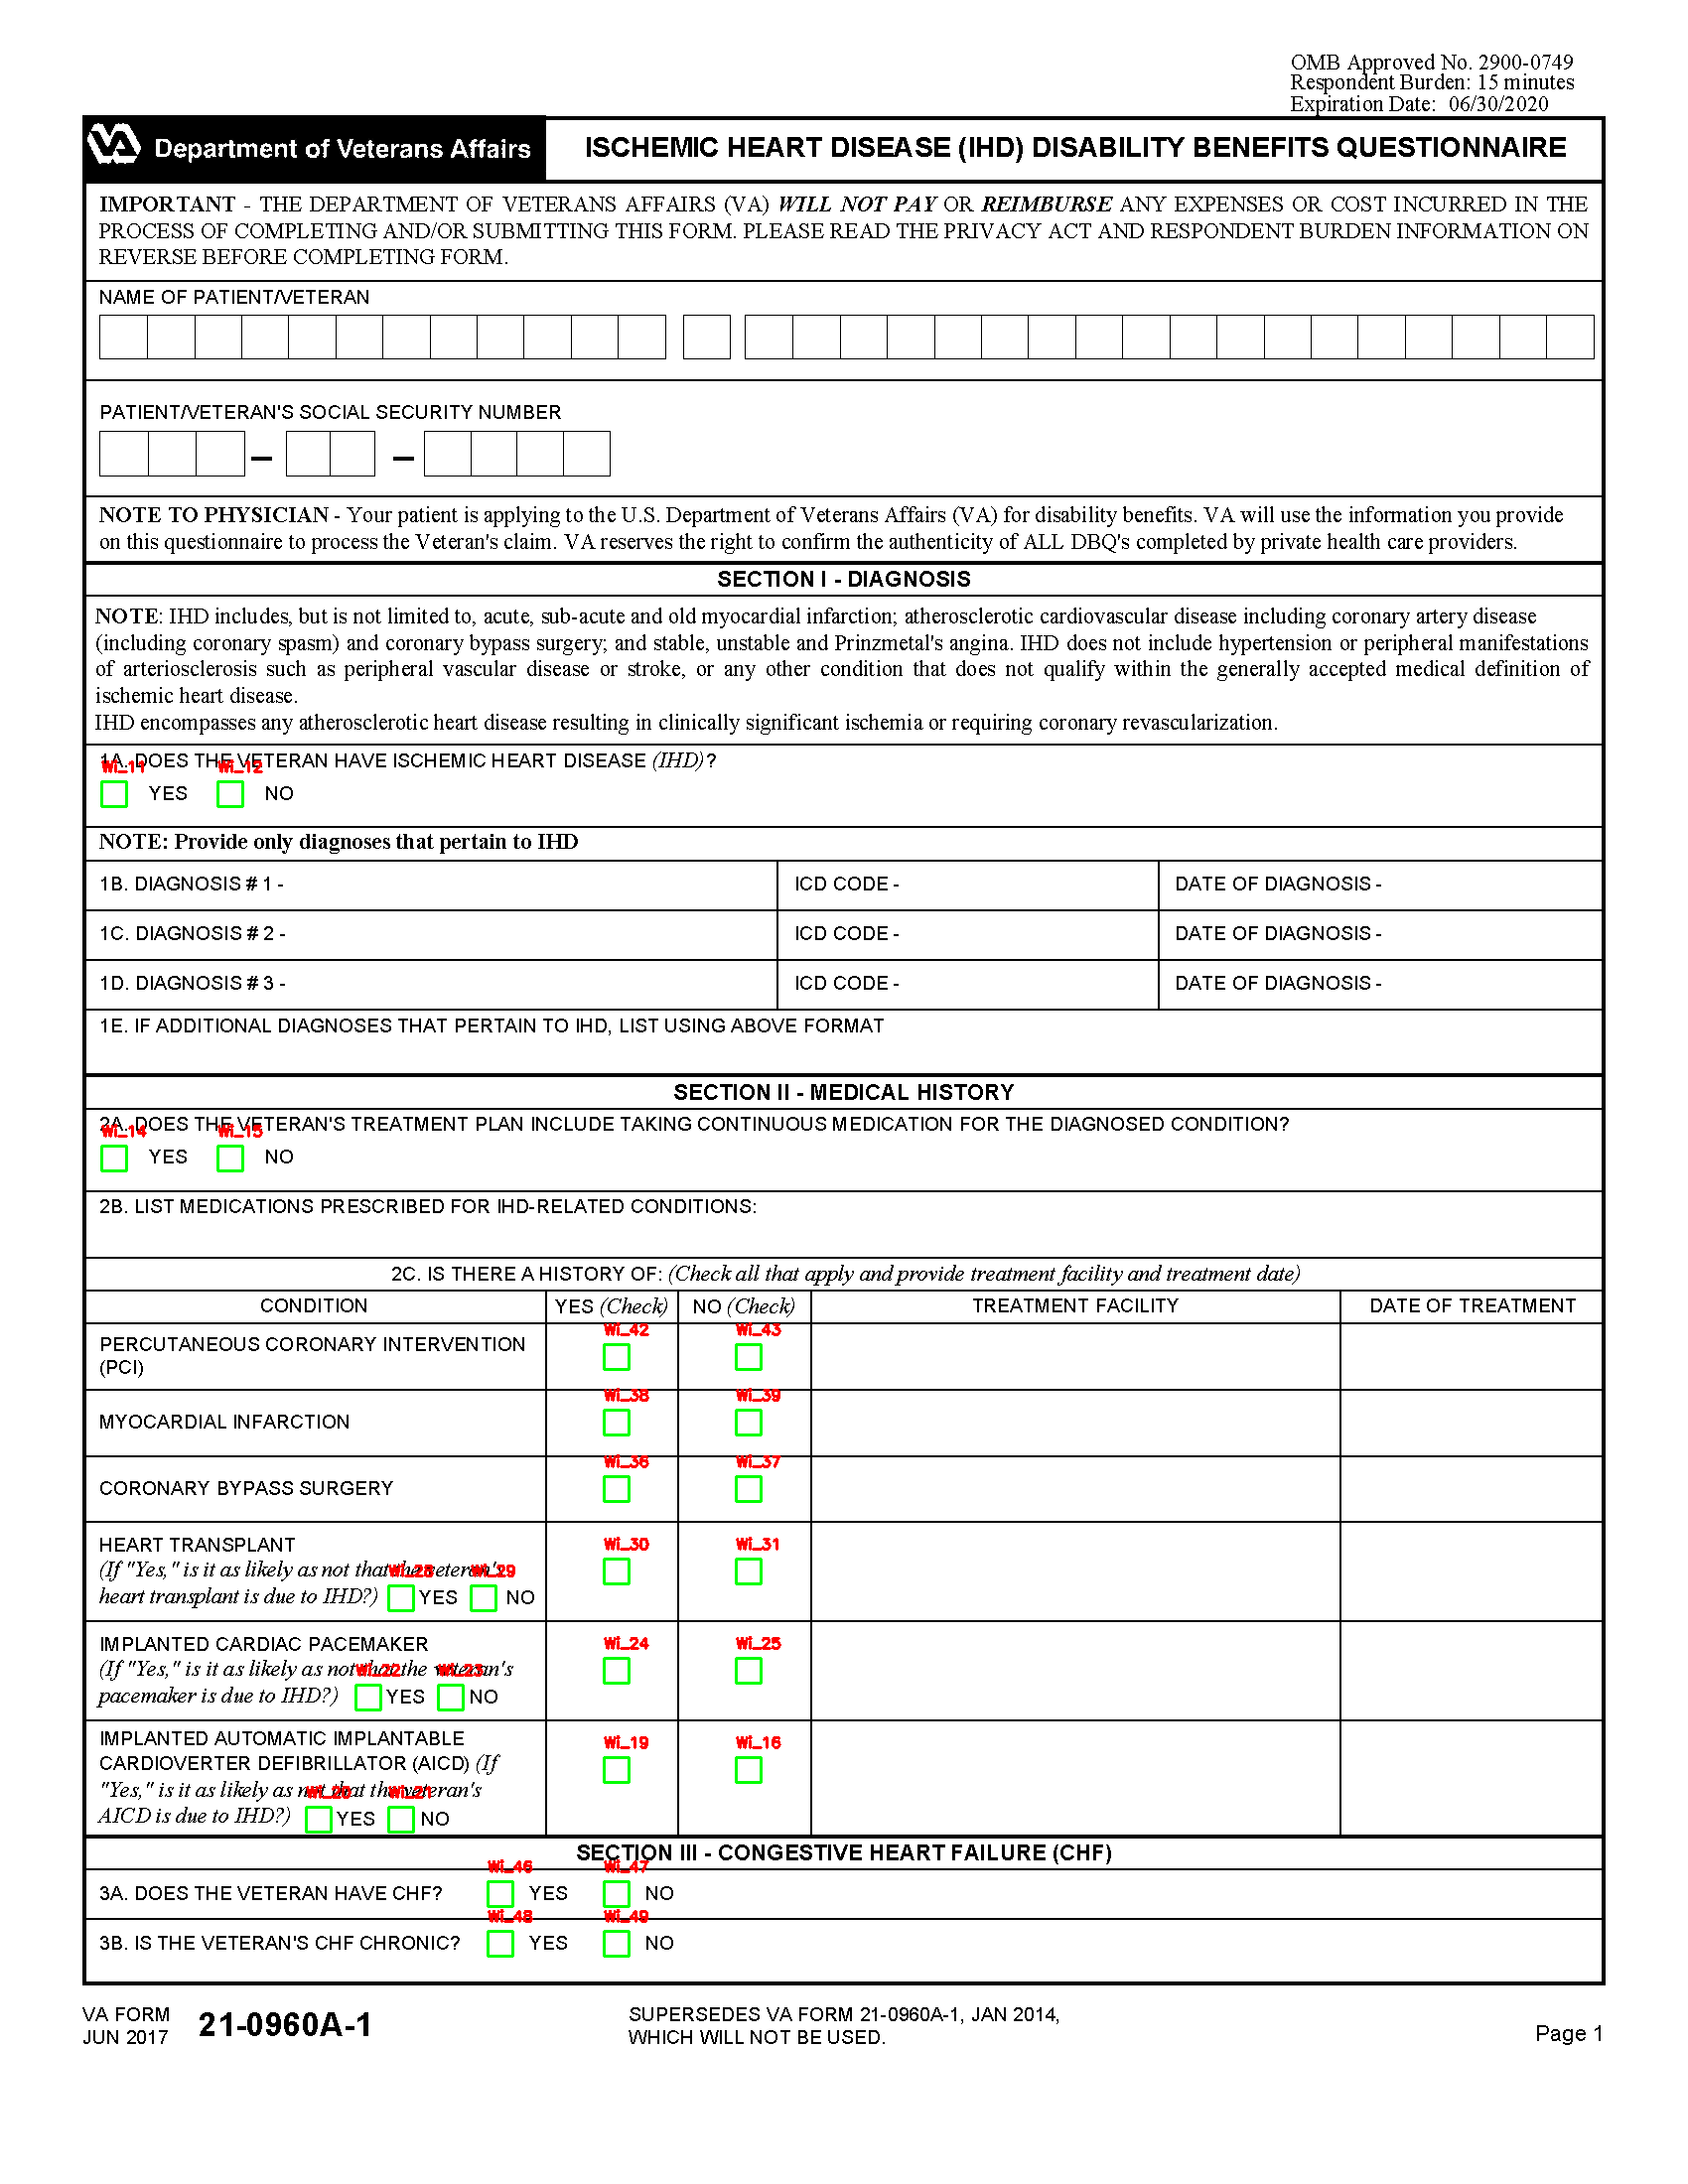 OMB Approved No. 2900-0749
Respondent Burden: 15 minutes
Expiration Date: 06/30/2020
VA Department of Veterans Affairs
ISCHEMIC HEART DISEASE (IHD) DISABILITY BENEFITS QUESTIONNAIRE
IMPORTANT - THE DEPARTMENT OF VETERANS AFFAIRS (VA) WILL NOT PAY OR REIMBURSE ANY EXPENSES OR COST INCURRED IN THE
PROCESS OF COMPLETING AND/OR SUBMITTING THIS FORM. PLEASE READ THE PRIVACY ACT AND RESPONDENT BURDEN INFORMATION ON
REVERSE BEFORE COMPLETING FORM.
NAME OF PATIENT/VETERAN
PATIENT/VETERAN'S SOCIAL SECURITY NUMBER
NOTE TO PHYSICIAN - Your patient is applying to the U.S. Department of Veterans Affairs (VA) for disability benefits. VA will use the information you provide
on this questionnaire to process the Veteran's claim. VA reserves the right to confirm the authenticity of ALL DBQ's completed by private health care providers.
SECTION I - DIAGNOSIS
NOTE: IHD includes, but is not limited to, acute, sub-acute and old myocardial infarction; atherosclerotic cardiovascular disease including coronary artery disease
(including coronary spasm) and coronary bypass surgery; and stable, unstable and Prinzmetal's angina. IHD does not include hypertension or peripheral manifestations
of arteriosclerosis such as peripheral vascular disease or stroke, or any other condition that does not qualify within the generally accepted medical definition of
ischemic heart disease.
IHD encompasses any atherosclerotic heart disease resulting in clinically significant ischemia or requiring coronary revascularization.
1A. DOES THE VETERAN HAVE ISCHEMIC HEART DISEASE (IHD)?
Wi_11 Wi_12
YES NO
NOTE: Provide only diagnoses that pertain to IHD
1B. DIAGNOSIS # 1 - ICD CODE - DATE OF DIAGNOSIS -
1C. DIAGNOSIS # 2 - ICD CODE - DATE OF DIAGNOSIS -
1D. DIAGNOSIS # 3 - ICD CODE - DATE OF DIAGNOSIS -
1E. IF ADDITIONAL DIAGNOSES THAT PERTAIN TO IHD, LIST USING ABOVE FORMAT
SECTION II - MEDICAL HISTORY
2A. DOES THE VETERAN'S TREATMENT PLAN INCLUDE TAKING CONTINUOUS MEDICATION FOR THE DIAGNOSED CONDITION?
Wi_14 Wi_15
YES NO
2B. LIST MEDICATIONS PRESCRIBED FOR IHD-RELATED CONDITIONS:
2C. IS THERE A HISTORY OF: (Check all that apply and provide treatment facility and treatment date)
CONDITION YES (Check) NO (Check) TREATMENT FACILITY DATE OF TREATMENT
Wi_42 Wi_43
PERCUTANEOUS CORONARY INTERVENTION
(PCI)
Wi_38 Wi_39
MYOCARDIAL INFARCTION
Wi_36 Wi_37
CORONARY BYPASS SURGERY
HEART TRANSPLANT Wi_30 Wi_31
(If "Yes," is it as likely as not that the veteran's
Wi_28 Wi_29
heart transplant is due to IHD?) YES NO
IMPLANTED CARDIAC PACEMAKER Wi_24 Wi_25
(If "Yes," is it as likely as not that the veteran's
Wi_22 Wi_23
pacemaker is due to IHD?) YES NO
IMPLANTED AUTOMATIC IMPLANTABLE Wi_19 Wi_16
CARDIOVERTER DEFIBRILLATOR (AICD) (If
"Yes," is it as likely as not that the veteran's
Wi_20 Wi_21
AICD is due to IHD?) YES NO
SECTION III - CONGESTIVE HEART FAILURE (CHF)
Wi_46 Wi_47
3A. DOES THE VETERAN HAVE CHF? YES NO
Wi_48 Wi_49
3B. IS THE VETERAN'S CHF CHRONIC? YES NO
VA FORM
JUN 2017 21-0960A-1
SUPERSEDES VA FORM 21-0960A-1, JAN 2014,
WHICH WILL NOT BE USED.
Page 1